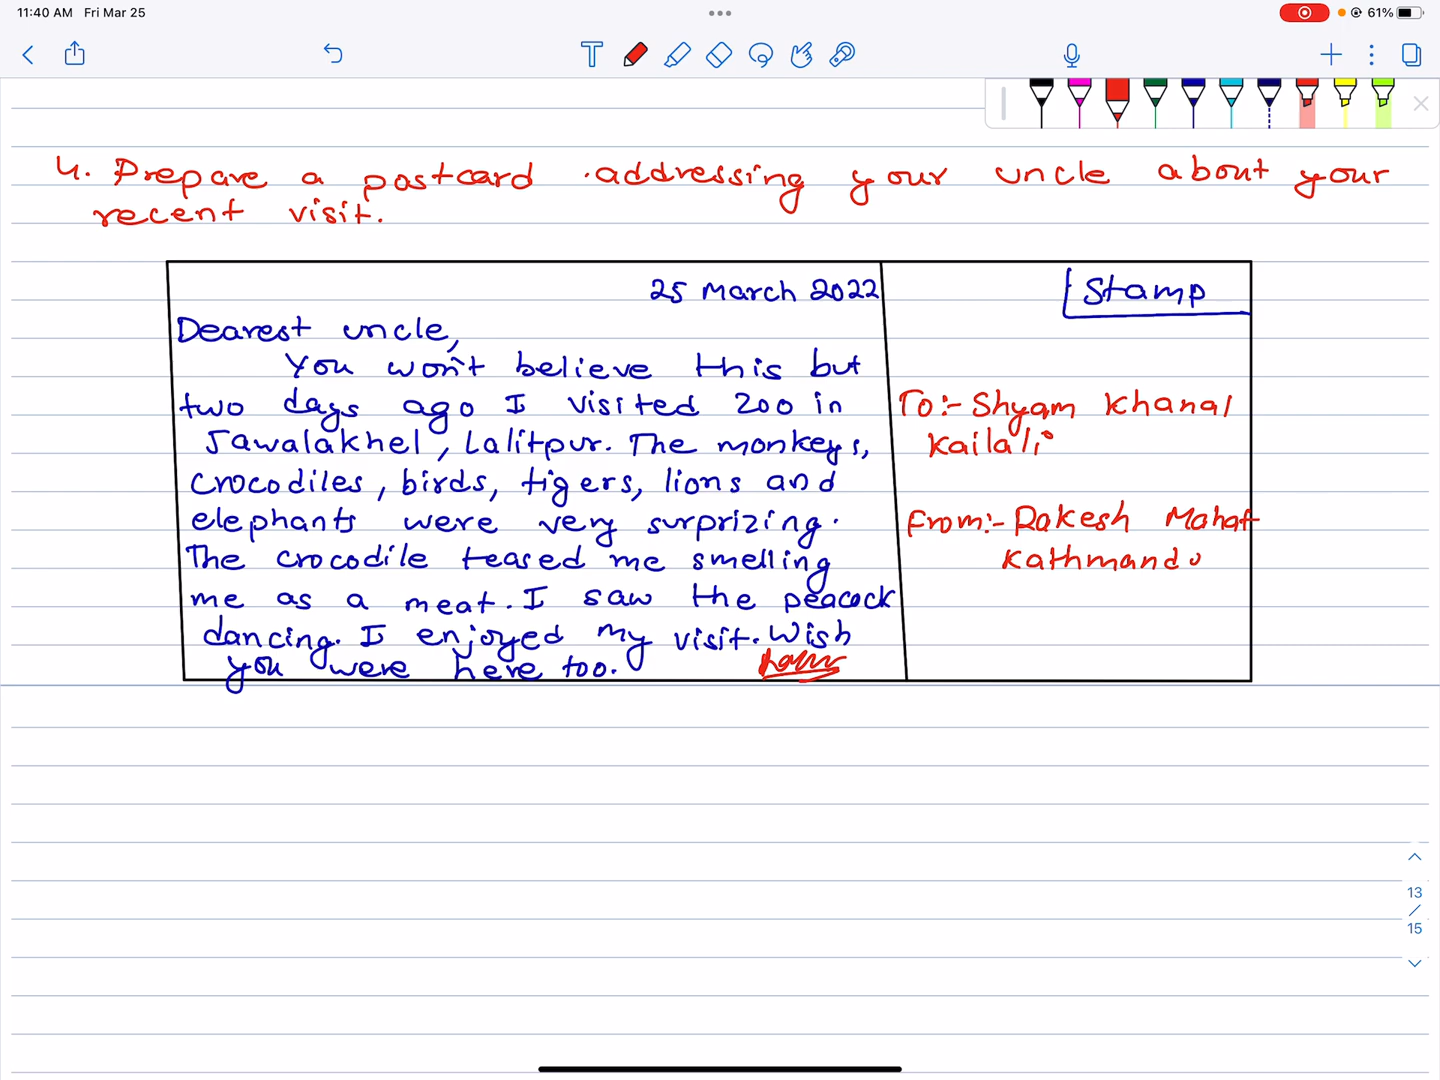 11:40 AM Fri Mar 25
61%
4. Prepare a postcard addressing your uncle about your
recent visit.
25 March 2022
Stamp
Dearest uncle,
You won't believe this but
two days ago I visited zoo in
Jawalakhel, Lalitpur. The monkeys,
crocodiles, birds, tigers, lions and
elephants were very surprizing.
The crocodile teased me smelling
me as a meat. I saw the peacock
dancing. I enjoyed my visit. Wish
you were here too.
To:- Shyam Khanal
Kailali
From:- Rakesh Mahat
Kathmandu
13
/
15